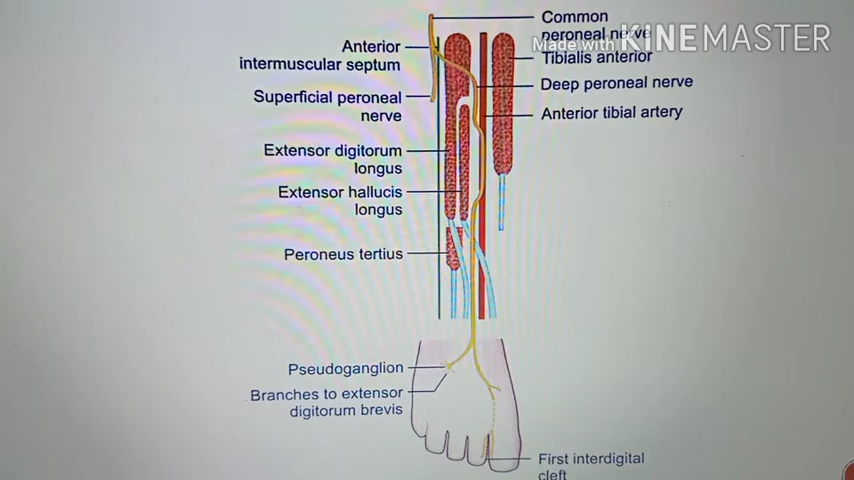 Common
peroneal nerve
Made with KINEMASTER
Anterior
intermuscular septum
Tibialis anterior
Deep peroneal nerve
Superficial peroneal
nerve
Anterior tibial artery
Extensor digitorum
longus
Extensor hallucis
longus
Peroneus tertius
Pseudoganglion
Branches to extensor
digitorum brevis
First interdigital
cleft